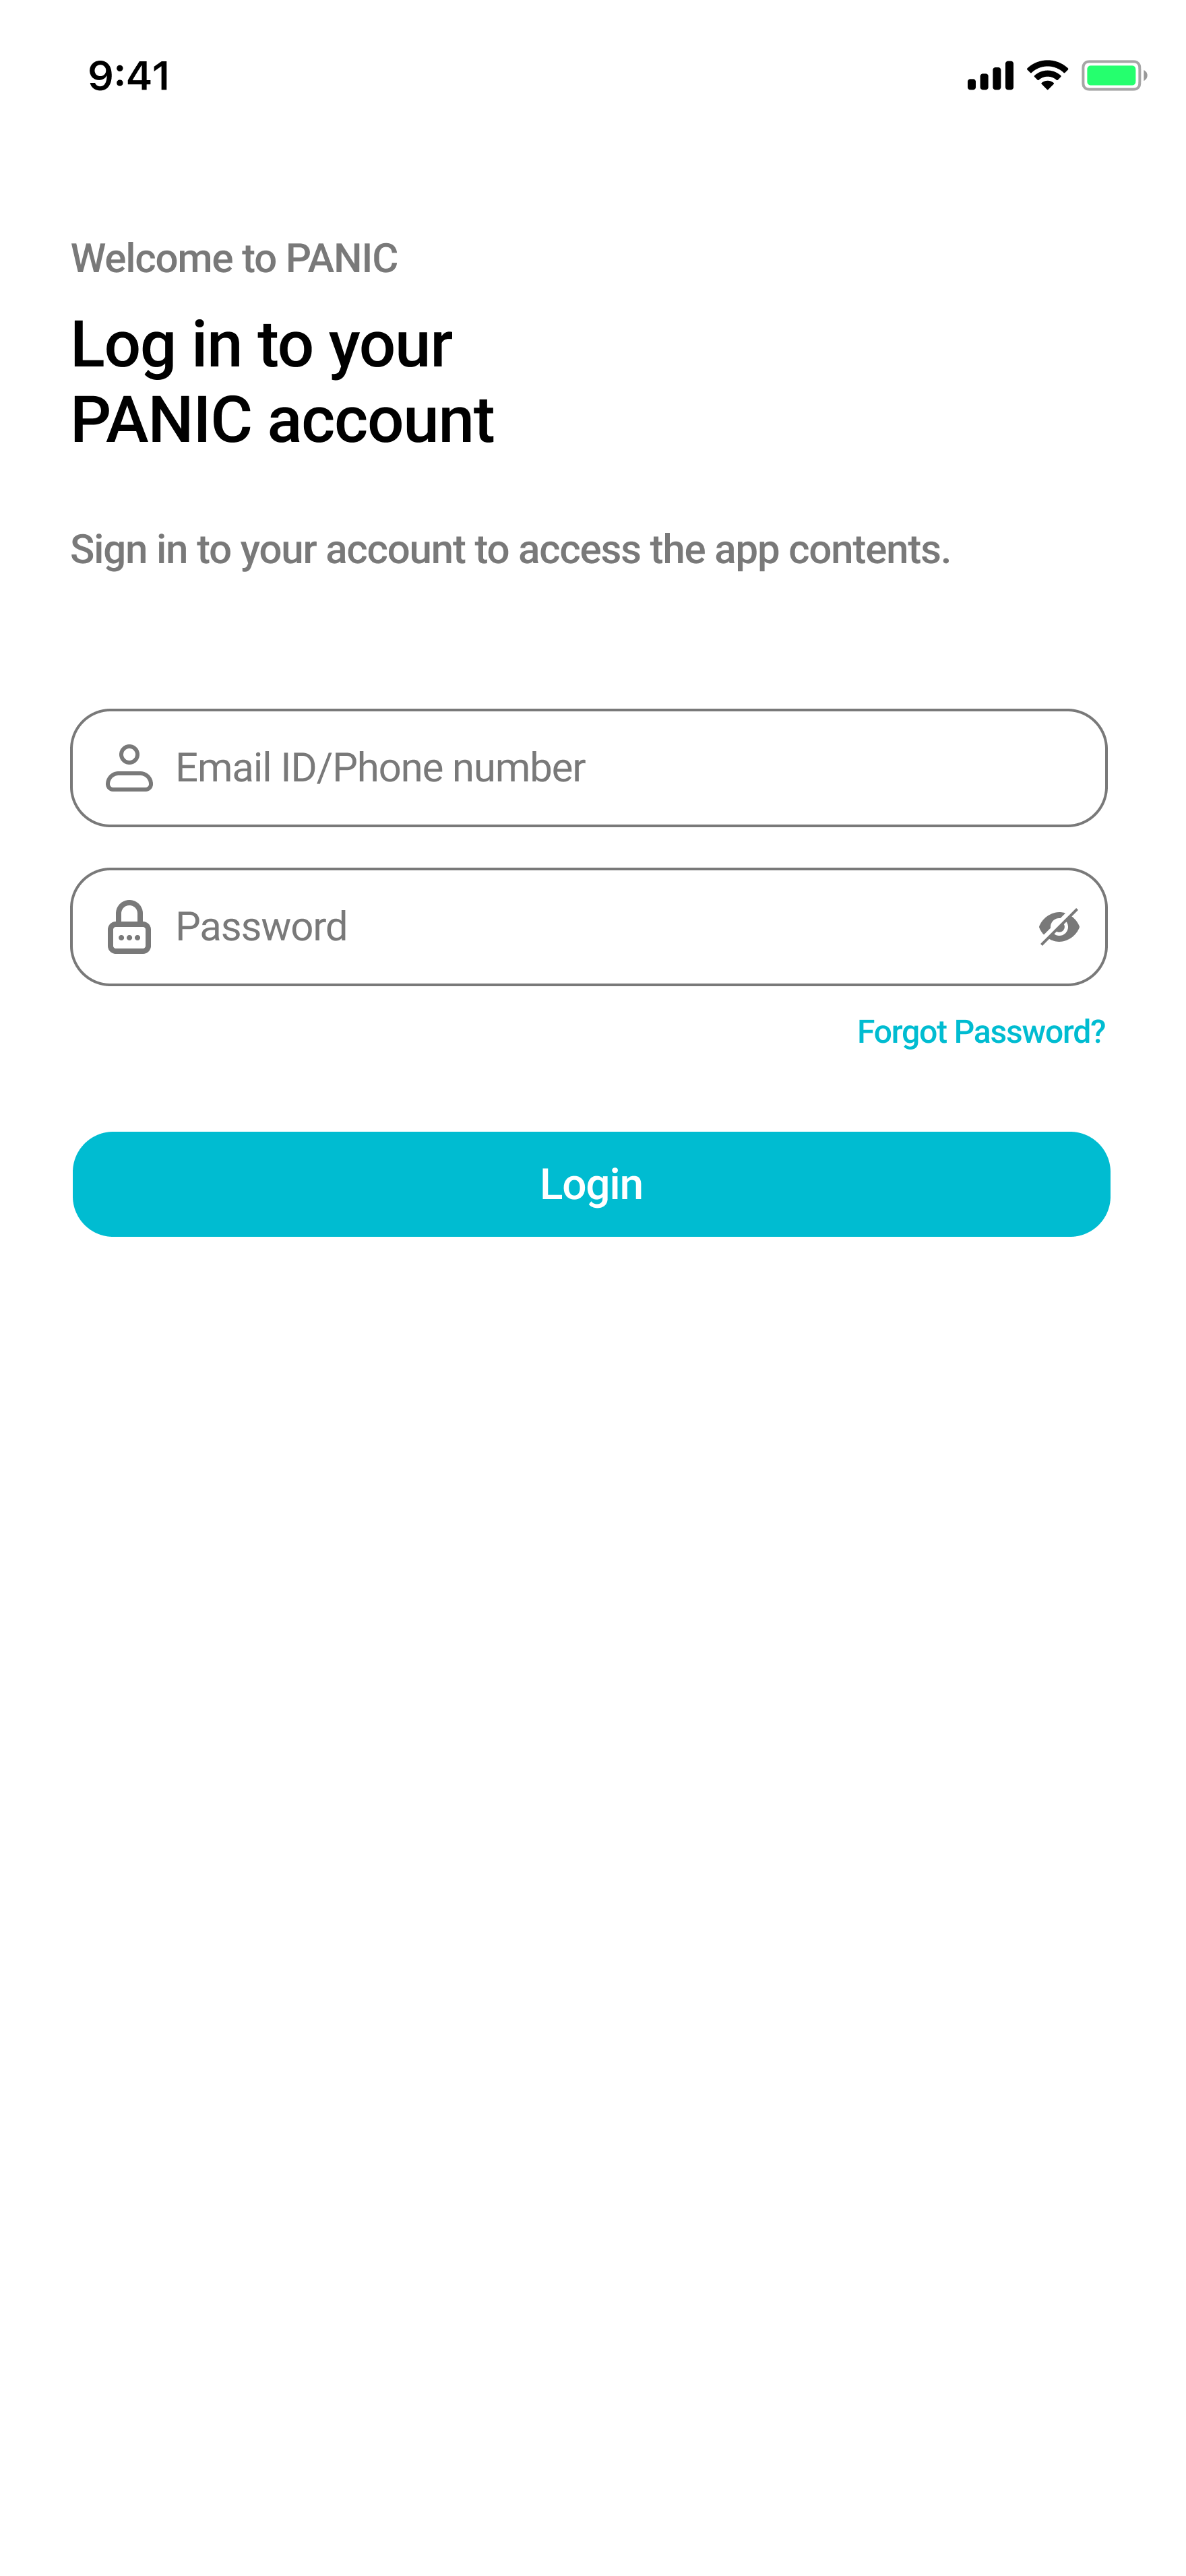 9:41
Welcome to PANIC
Log in to your
PANIC account
Sign in to your account to access the app contents.
Email ID/Phone number
Password
Forgot Password?
Login